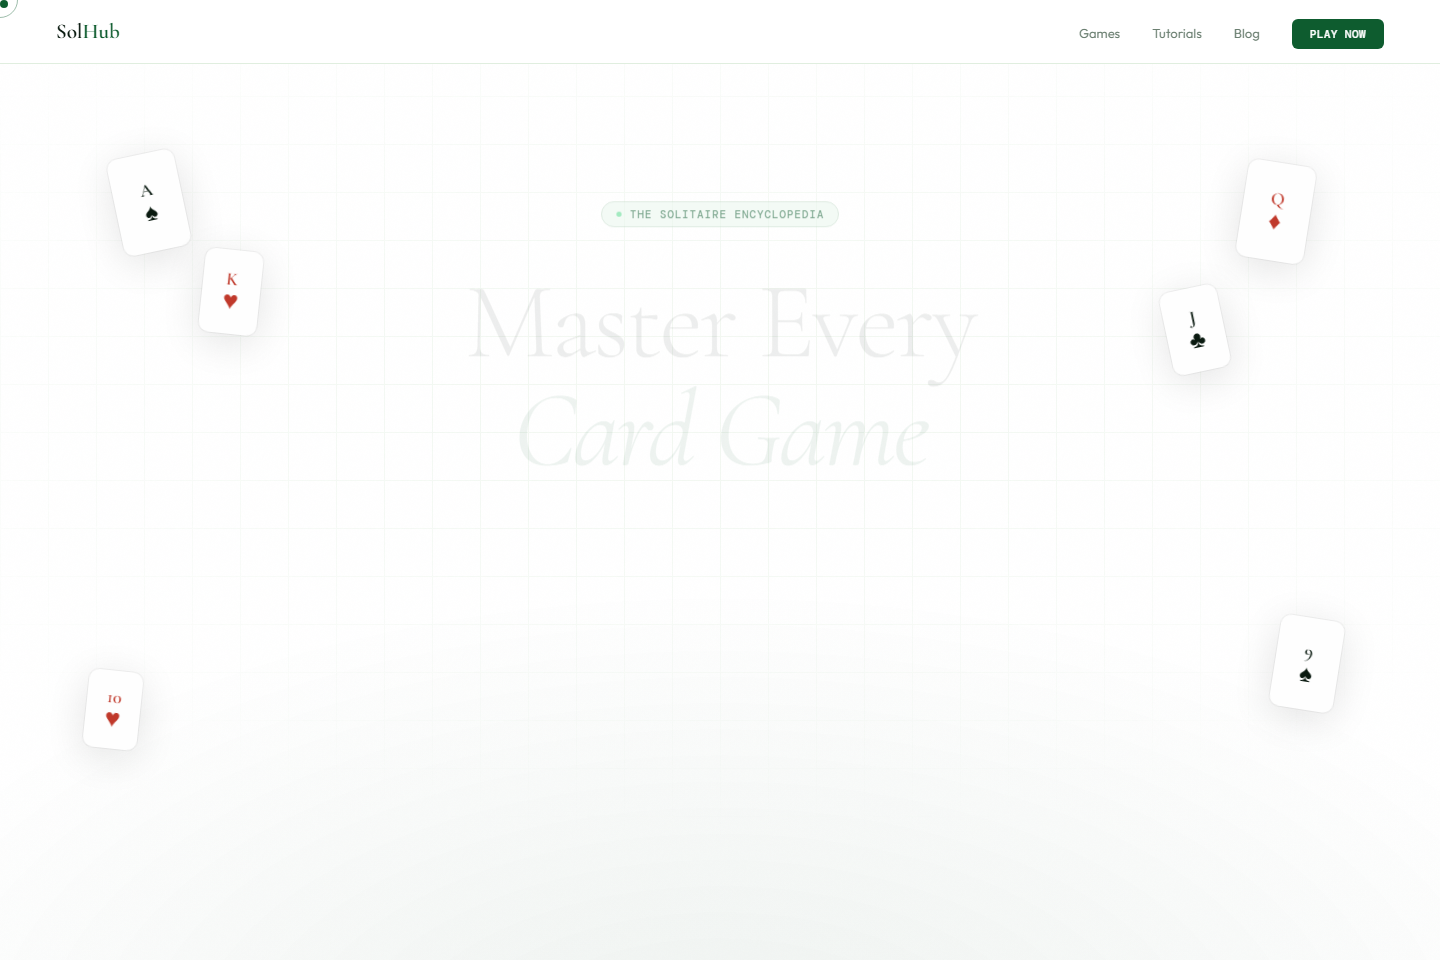 SolHub
Games
Tutorials
Blog
PLAY NOW
A
♠
Q
♦
THE SOLITAIRE ENCYCLOPEDIA
K
♥
J
♣
Master Every
Card Game
9
♠
10
♥